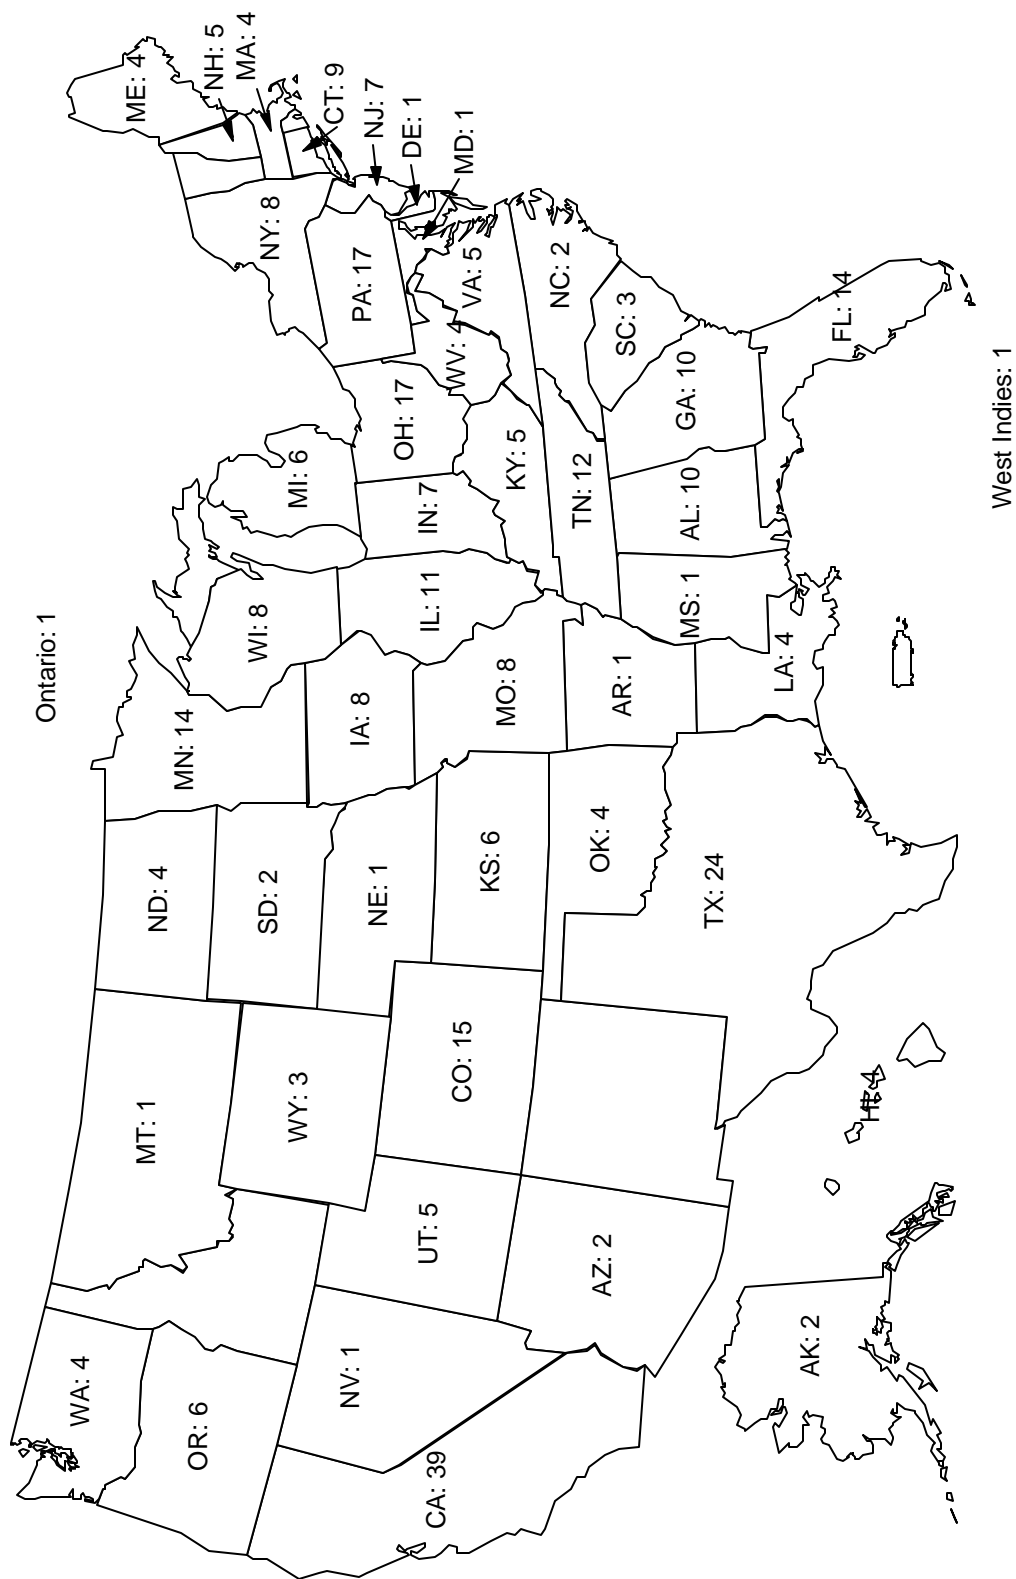 Ontario: 1
WA: 4
OR: 6
CA: 39
NV: 1
MT: 1
WY: 3
UT: 5
AZ: 2
CO: 15
ND: 4
SD: 2
NE: 1
KS: 6
OK: 4
TX: 24
MN: 14
IA: 8
MO: 8
AR: 1
LA: 4
WI: 8
IL: 11
MS: 1
MI: 6
IN: 7
KY: 5
TN: 12
AL: 10
OH: 17
GA: 10
WV: 4
PA: 17
VA: 5
NC: 2
SC: 3
FL: 14
NY: 8
ME: 4
NH: 5
MA: 4
CT: 9
NJ: 7
DE: 1
MD: 1
AK: 2
HI: 4
West Indies: 1